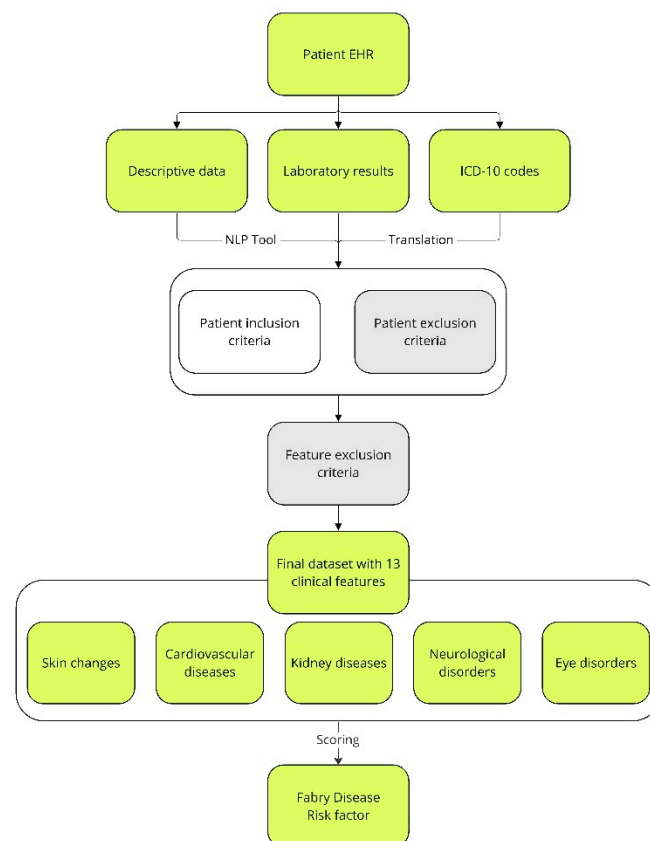 Patient EHR
Descriptive data
Laboratory results
ICD-10 codes
NLP Tool
Translation
Patient inclusion
criteria
Patient exclusion
criteria
Feature exclusion
criteria
Final dataset with 13
clinical features
Skin changes
Cardiovascular
diseases
Kidney diseases
Neurological
disorders
Eye disorders
Scoring
Fabry Disease
Risk factor